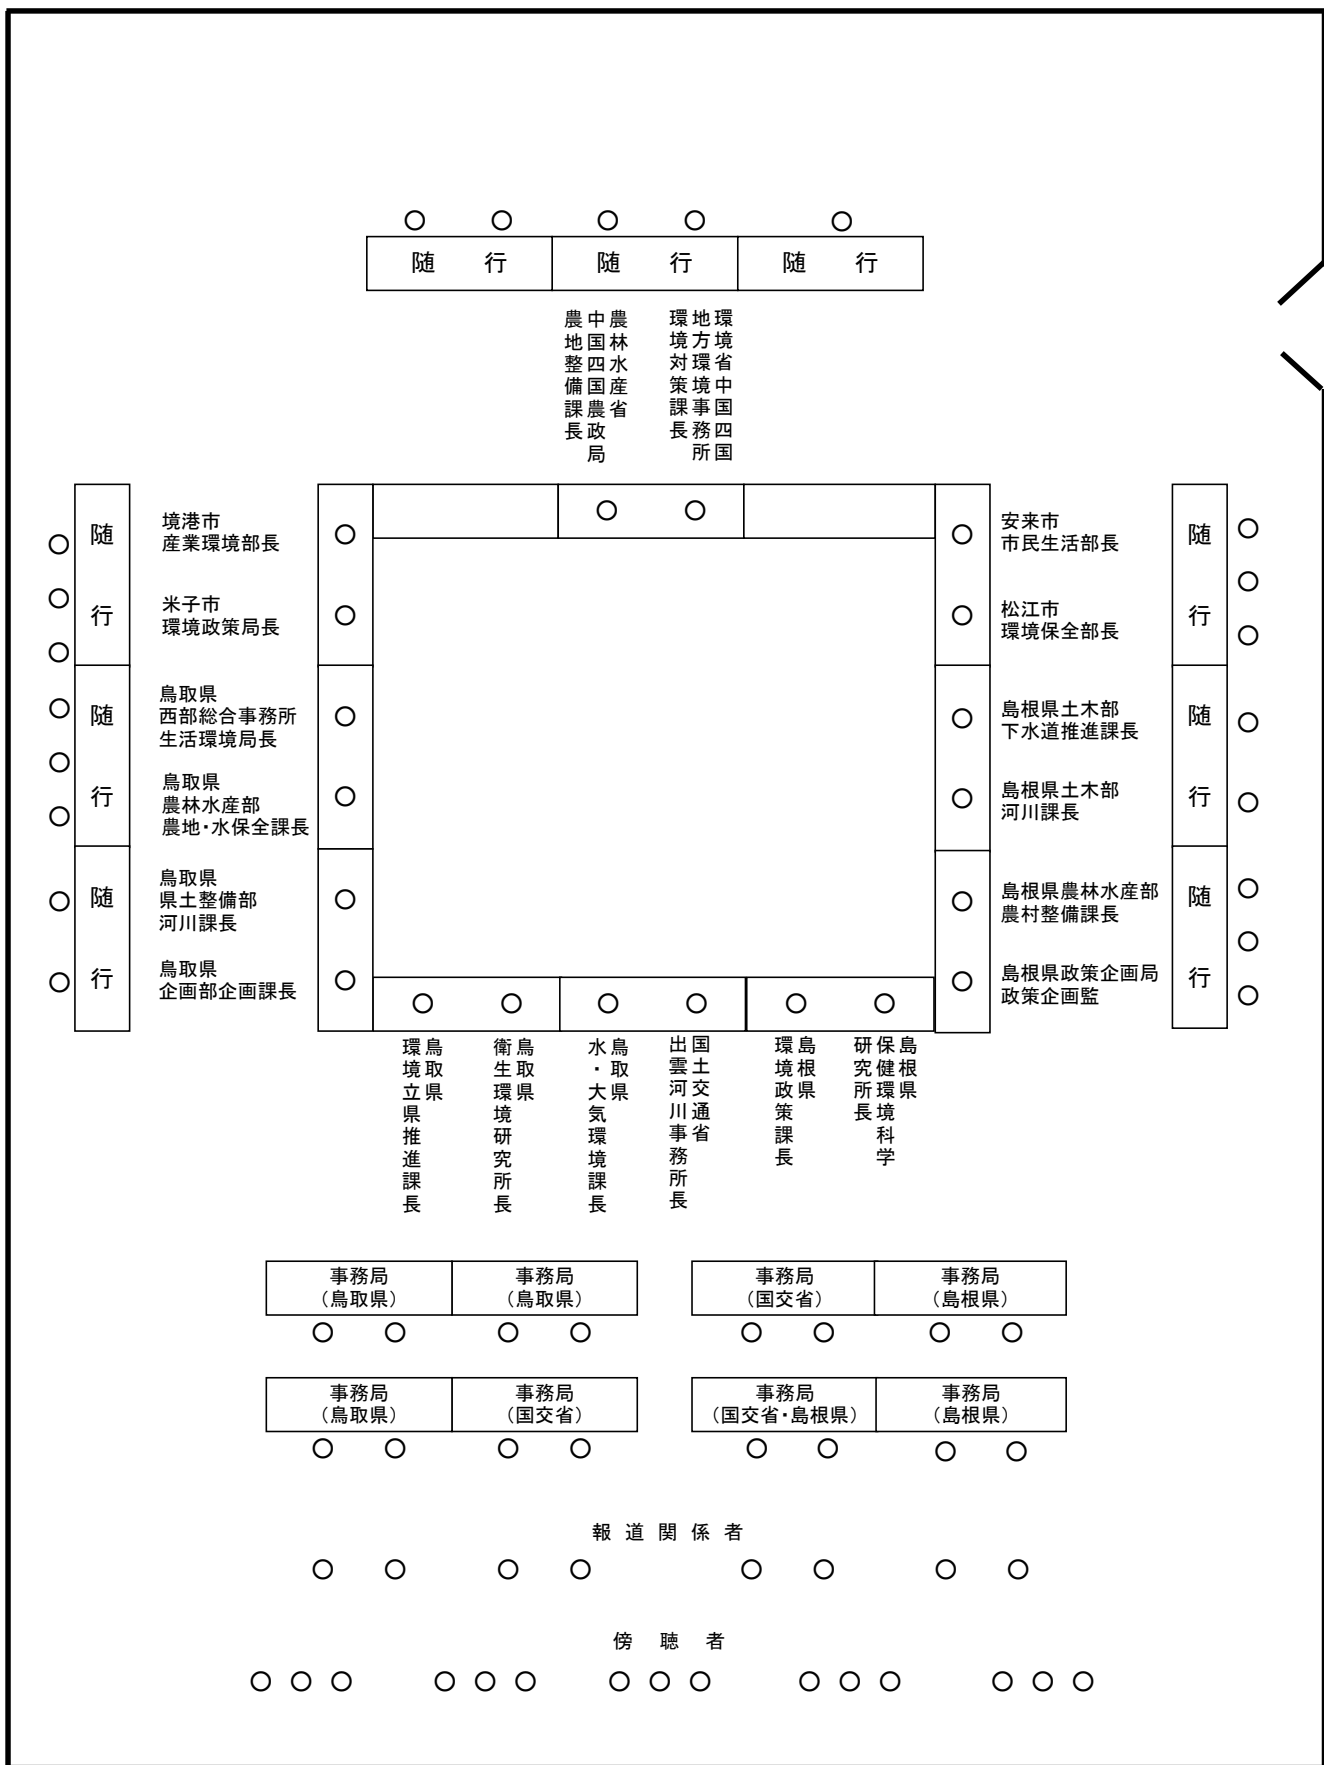 随　行
随　行
随　行
農林水産省
中国四国農政局
農地整備課長
環境省中国四国
地方環境事務所
環境対策課長
随　行
随　行
随　行
境港市
産業環境部長
米子市
環境政策局長
鳥取県
西部総合事務所
生活環境局長
鳥取県
農林水産部
農地・水保全課長
鳥取県
県土整備部
河川課長
鳥取県
企画部企画課長
安来市
市民生活部長
松江市
環境保全部長
島根県土木部
下水道推進課長
島根県土木部
河川課長
島根県農林水産部
農村整備課長
島根県政策企画局
政策企画監
随　行
随　行
随　行
鳥取県
環境立県推進課長
鳥取県
衛生環境研究所長
鳥取県
水・大気環境課長
国土交通省
出雲河川事務所長
島根県
環境政策課長
島根県
保健環境科学
研究所長
事務局
（鳥取県）
事務局
（鳥取県）
事務局
（国交省）
事務局
（島根県）
事務局
（鳥取県）
事務局
（国交省）
事務局
（国交省・島根県）
事務局
（島根県）
報道関係者
傍聴者